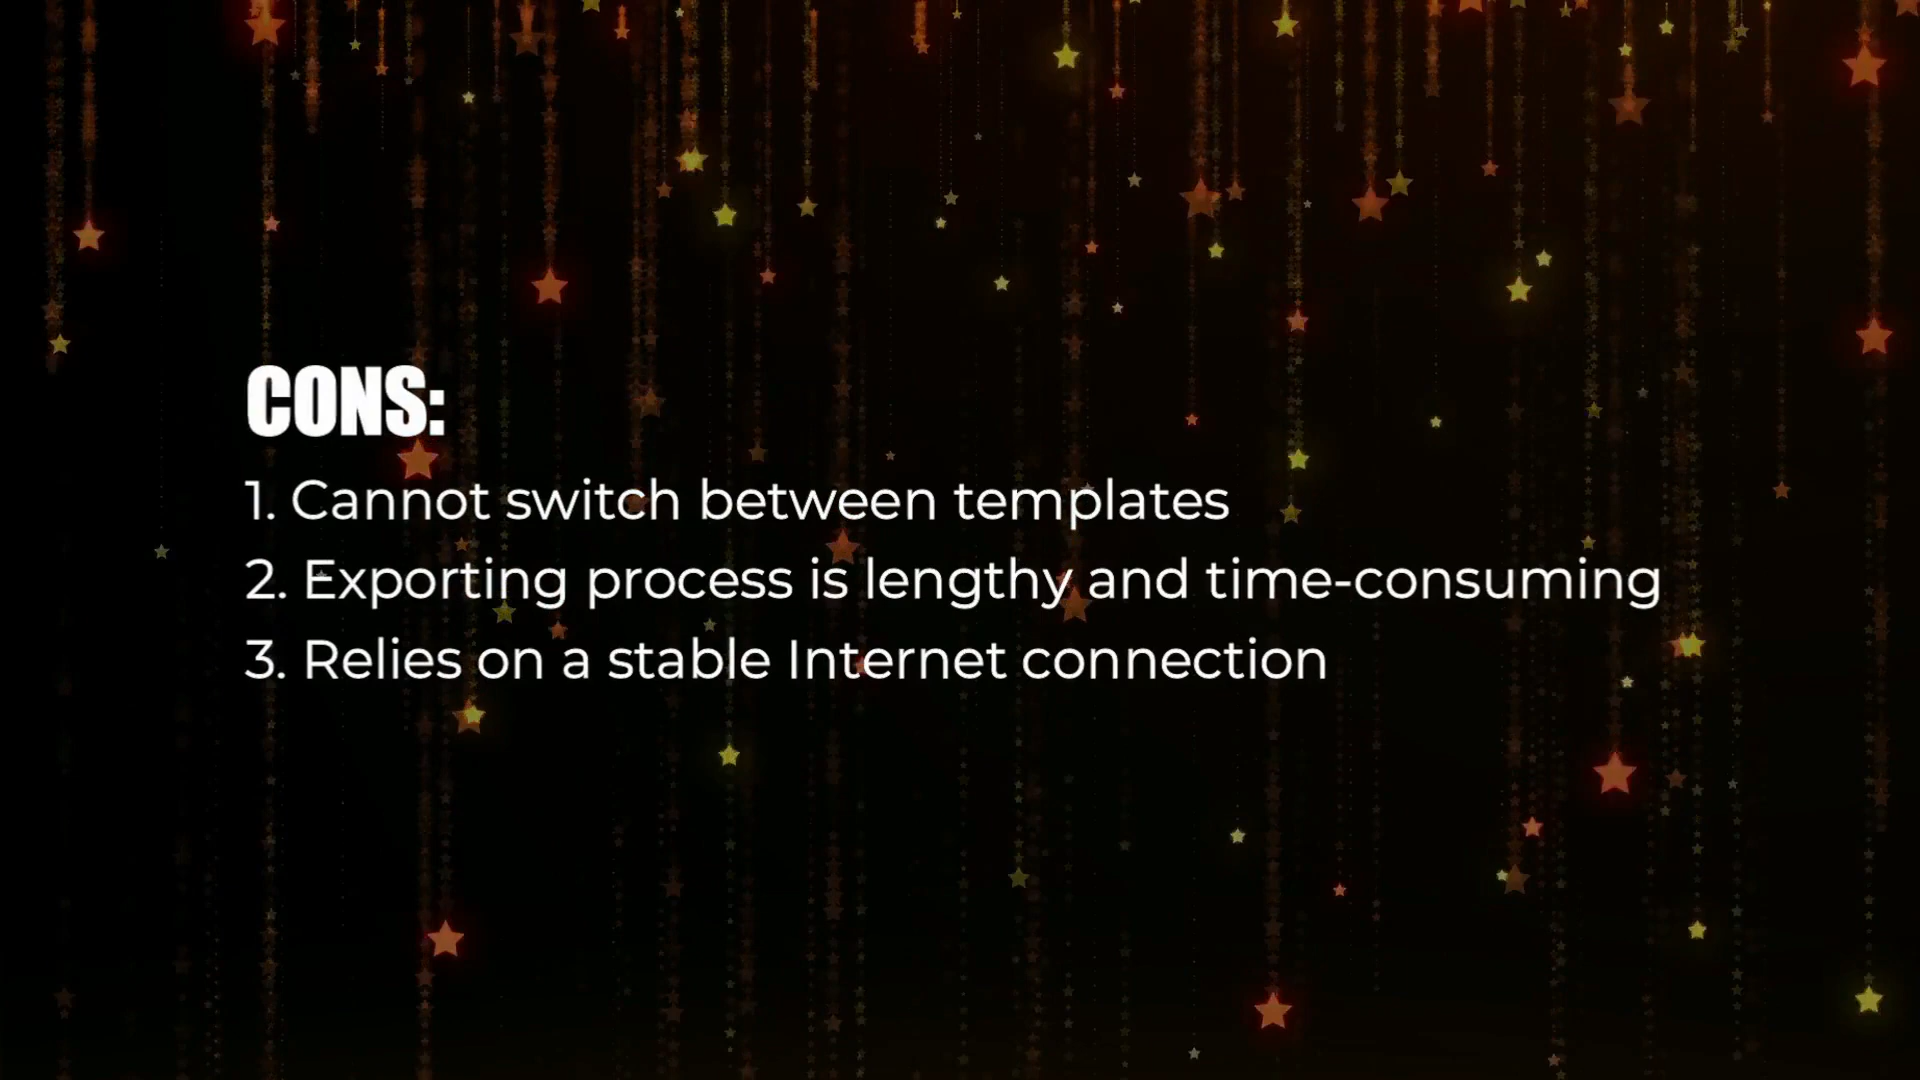 CONS:
1. Cannot switch between templates
2. Exporting process is lengthy and time-consuming
3. Relies on a stable Internet connection